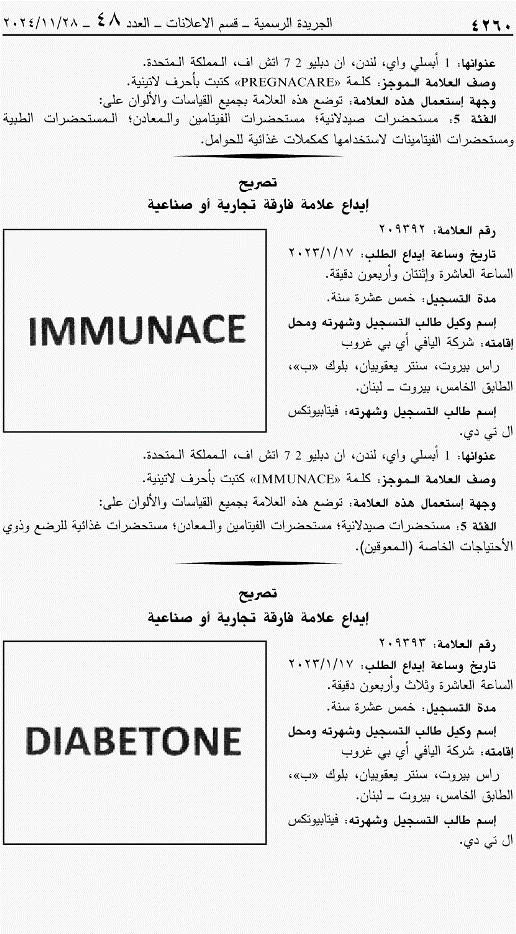 ٤٢٦٠ الجريدة الرسمية ــ قسم الاعلانات ــ العدد ٤٨ ــ ٢٠٢٤/١١/٢٨
عنوانها: 1 أبسلي واي، لندن، ان دبليو 2 7 اتش اف، المملكة المتحدة.
وصف العلامة الموجز: كلمة «PREGNACARE» كتبت بأحرف لاتينية.
وجهة إستعمال هذه العلامة: توضع هذه العلامة بجميع القياسات والألوان على:
الفئة 5: مستحضرات صيدلانية؛ مستحضرات الفيتامين والمعادن؛ المستحضرات الطبية
ومستحضرات الفيتامينات لاستخدامها كمكملات غذائية للحوامل.
تصريح
إيداع علامة فارقة تجارية أو صناعية
رقم العلامة: ٢٠٩٣٩٢
تاريخ وساعة إيداع الطلب: ٢٠٢٣/١/١٧
الساعة العاشرة وإثنتان وأربعون دقيقة.
مدة التسجيل: خمس عشرة سنة.
إسم وكيل طالب التسجيل وشهرته ومحل
إقامته: شركة اليافي أي بي غروب
راس بيروت، سنتر يعقوبيان، بلوك «ب»،
الطابق الخامس، بيروت ــ لبنان.
إسم طالب التسجيل وشهرته: فيتابيوتكس
ال تي دي.
IMMUNACE
عنوانها: 1 أبسلي واي، لندن، ان دبليو 2 7 اتش اف، المملكة المتحدة.
وصف العلامة الموجز: كلمة «IMMUNACE» كتبت بأحرف لاتينية.
وجهة إستعمال هذه العلامة: توضع هذه العلامة بجميع القياسات والألوان على:
الفئة 5: مستحضرات صيدلانية؛ مستحضرات الفيتامين والمعادن؛ مستحضرات غذائية للرضع وذوي
الأحتياجات الخاصة (المعوقين).
تصريح
إيداع علامة فارقة تجارية أو صناعية
رقم العلامة: ٢٠٩٣٩٣
تاريخ وساعة إيداع الطلب: ٢٠٢٣/١/١٧
الساعة العاشرة وثلاث وأربعون دقيقة.
مدة التسجيل: خمس عشرة سنة.
إسم وكيل طالب التسجيل وشهرته ومحل
إقامته: شركة اليافي أي بي غروب
راس بيروت، سنتر يعقوبيان، بلوك «ب»،
الطابق الخامس، بيروت ــ لبنان.
إسم طالب التسجيل وشهرته: فيتابيوتكس
ال تي دي.
DIABETONE